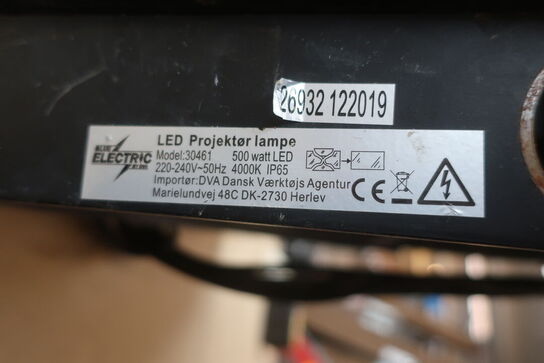 26932 122019
BLUE
ELECTRIC
LED Projektør lampe
Model:30461 500 watt LED
220-240V~50Hz 4000K IP65
Importør:DVA Dansk Værktøjs Agentur
Marielundvej 48C DK-2730 Herlev
CE